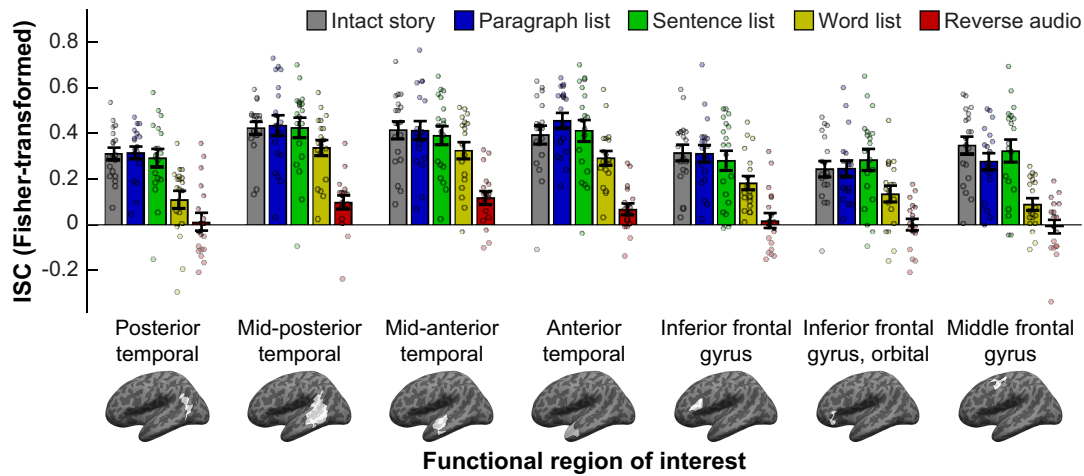 Intact story Paragraph list Sentence list Word list Reverse audio
ISC (Fisher-transformed)
0.8
0.6
0.4
0.2
0
-0.2
Posterior temporal
Mid-posterior temporal
Mid-anterior temporal
Anterior temporal
Inferior frontal gyrus
Inferior frontal gyrus, orbital
Middle frontal gyrus
Functional region of interest